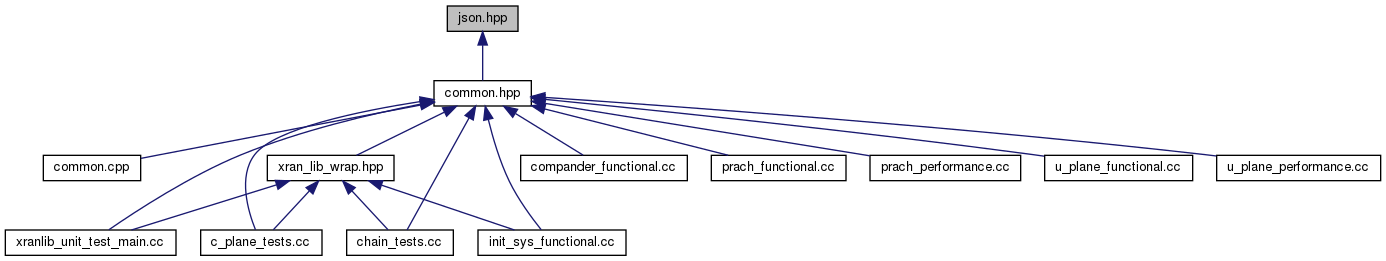 json.hpp
common.hpp
common.cpp
xran_lib_wrap.hpp
compander_functional.cc
prach_functional.cc
prach_performance.cc
u_plane_functional.cc
u_plane_performance.cc
xranlib_unit_test_main.cc
c_plane_tests.cc
chain_tests.cc
init_sys_functional.cc